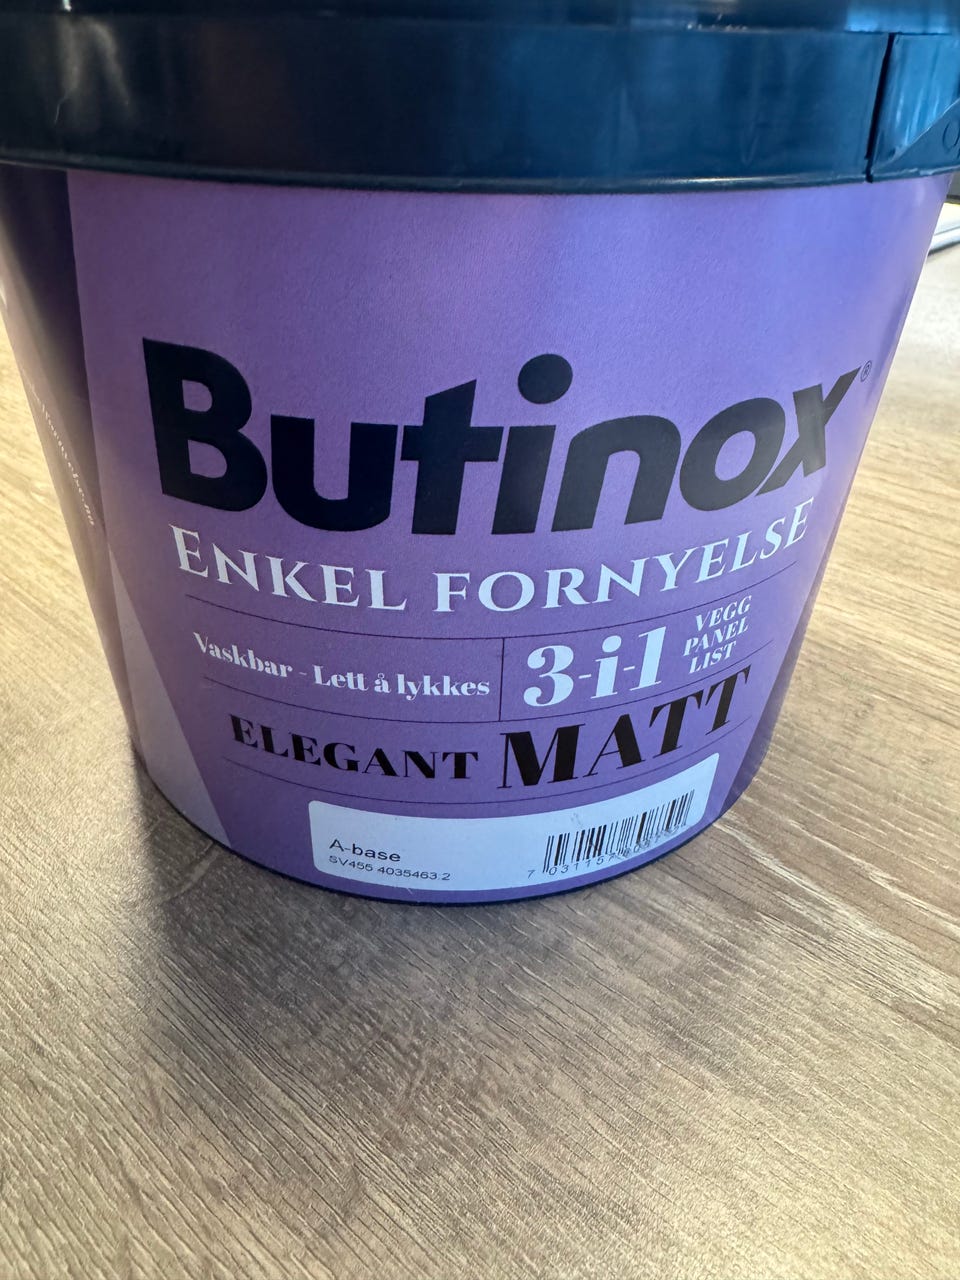 Butinox®
ENKEL FORNYELSE
Vaskbar - Lett å lykkes
3-i-1
VEGG
PANEL
LIST
ELEGANT MATT
A-base
SV455 4035463 2